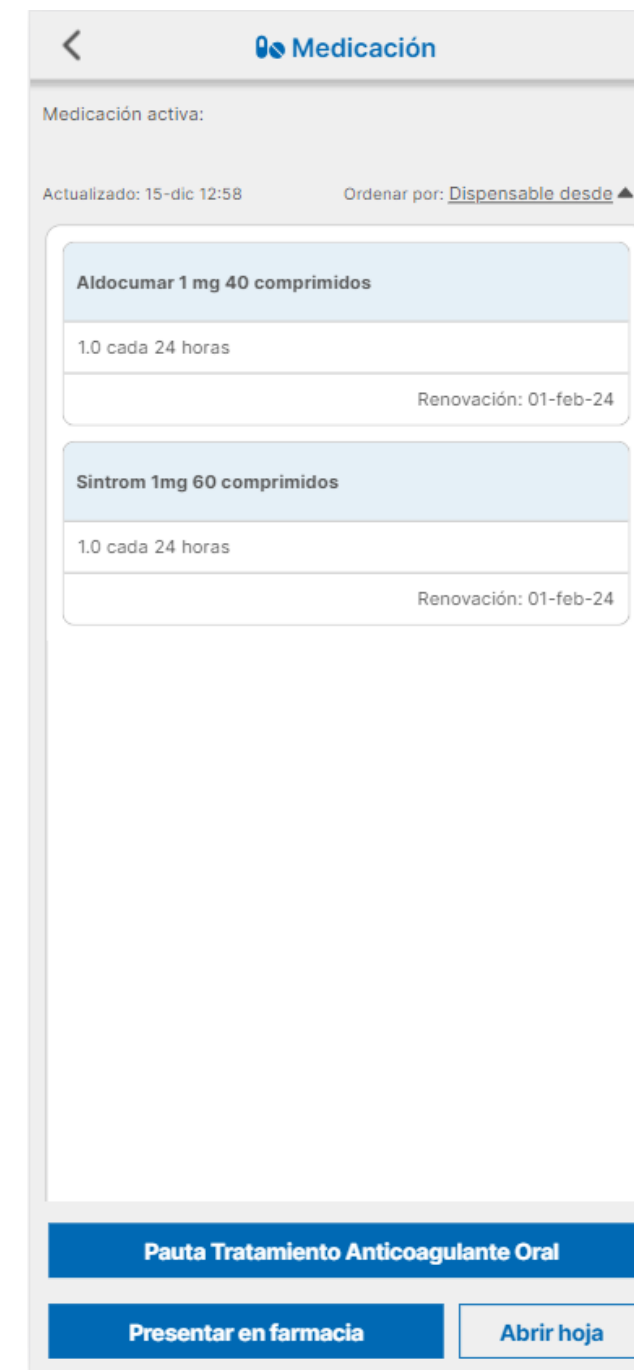 Medicación
Medicación activa:
Actualizado: 15-dic 12:58 Ordenar por: Dispensable desde
Aldocumar 1 mg 40 comprimidos
1.0 cada 24 horas
Renovación: 01-feb-24
Sintrom 1mg 60 comprimidos
1.0 cada 24 horas
Renovación: 01-feb-24
Pauta Tratamiento Anticoagulante Oral
Presentar en farmacia Abrir hoja